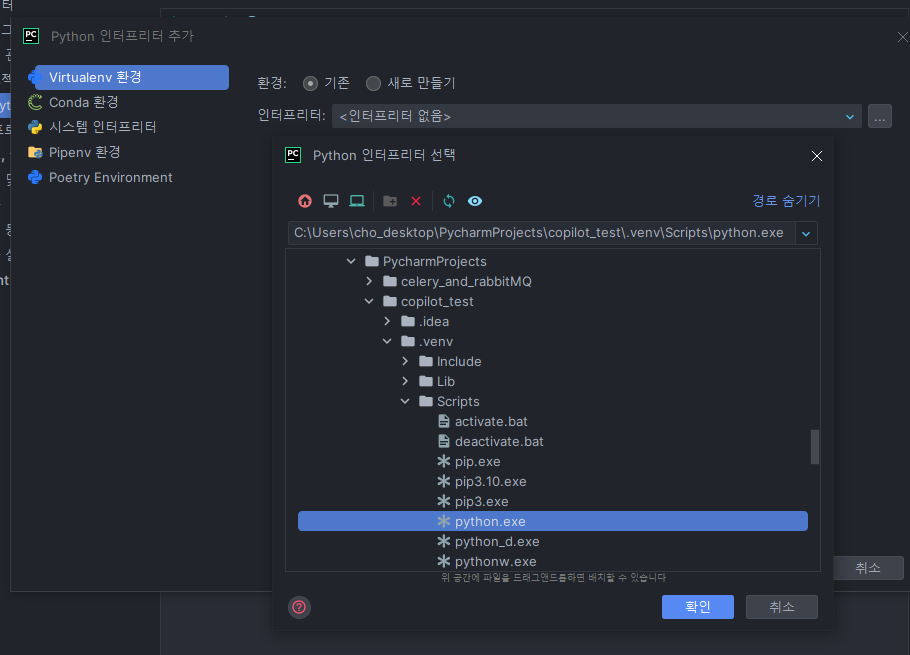 터
PC Python 인터프리터 추가
Virtualenv 환경
환경: 기존 새로 만들기
Conda 환경
인터프리터: <인터프리터 없음> ...
시스템 인터프리터
Pipenv 환경
Poetry Environment
PC Python 인터프리터 선택
경로 숨기기
C:\Users\cho_desktop\PycharmProjects\copilot_test\.venv\Scripts\python.exe
PycharmProjects
celery_and_rabbitMQ
copilot_test
.idea
.venv
Include
Lib
Scripts
activate.bat
deactivate.bat
pip.exe
pip3.10.exe
pip3.exe
python.exe
python_d.exe
pythonw.exe
위 공간에 파일을 드래그앤드롭하면 배치할 수 있습니다
확인 취소
취소